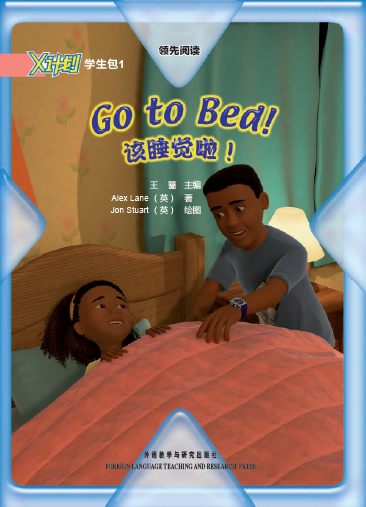 领先阅读
X计划 学生包1
Go to Bed!
该睡觉啦！
王蔷 主编
Alex Lane（英）著
Jon Stuart（英）绘图
外语教学与研究出版社
FOREIGN LANGUAGE TEACHING AND RESEARCH PRESS